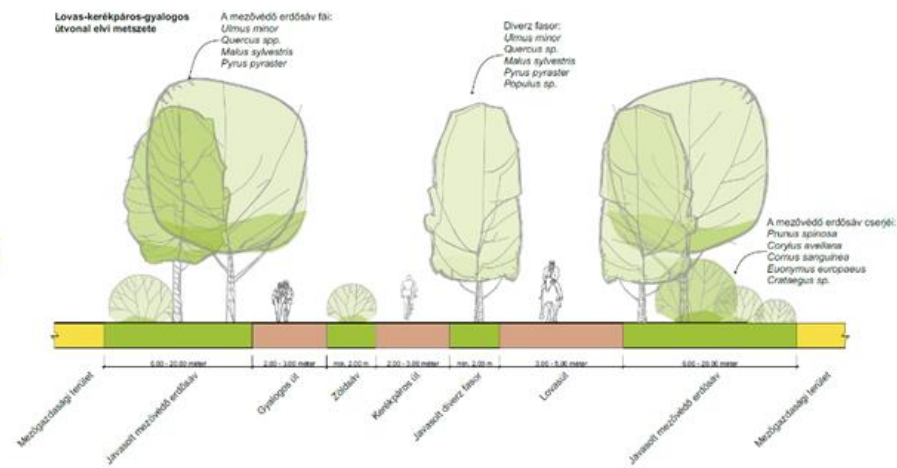 Lovas-kerékpáros-gyalogos
útvonal elvi metszete
A mezővédő erdősáv fái:
Ulmus minor
Quercus spp.
Malus sylvestris
Pyrus pyraster
Diverz fasor:
Ulmus minor
Quercus sp.
Malus sylvestris
Pyrus pyraster
Populus sp.
A mezővédő erdősáv cserjéi:
Prunus spinosa
Corylus avellana
Cornus sanguinea
Euonymus europaeus
Crataegus sp.
6.00 - 20.00 méter
2.00 - 3.00 méter
min. 2.00 m
2.00 - 3.00 méter
min. 2.00 m
3.00 - 5.00 méter
6.00 - 20.00 méter
Mezőgazdasági terület
Javasolt mezővédő erdősáv
Gyalogos út
Zöldsáv
Kerékpáros út
Javasolt diverz fasor
Lovasút
Javasolt mezővédő erdősáv
Mezőgazdasági terület